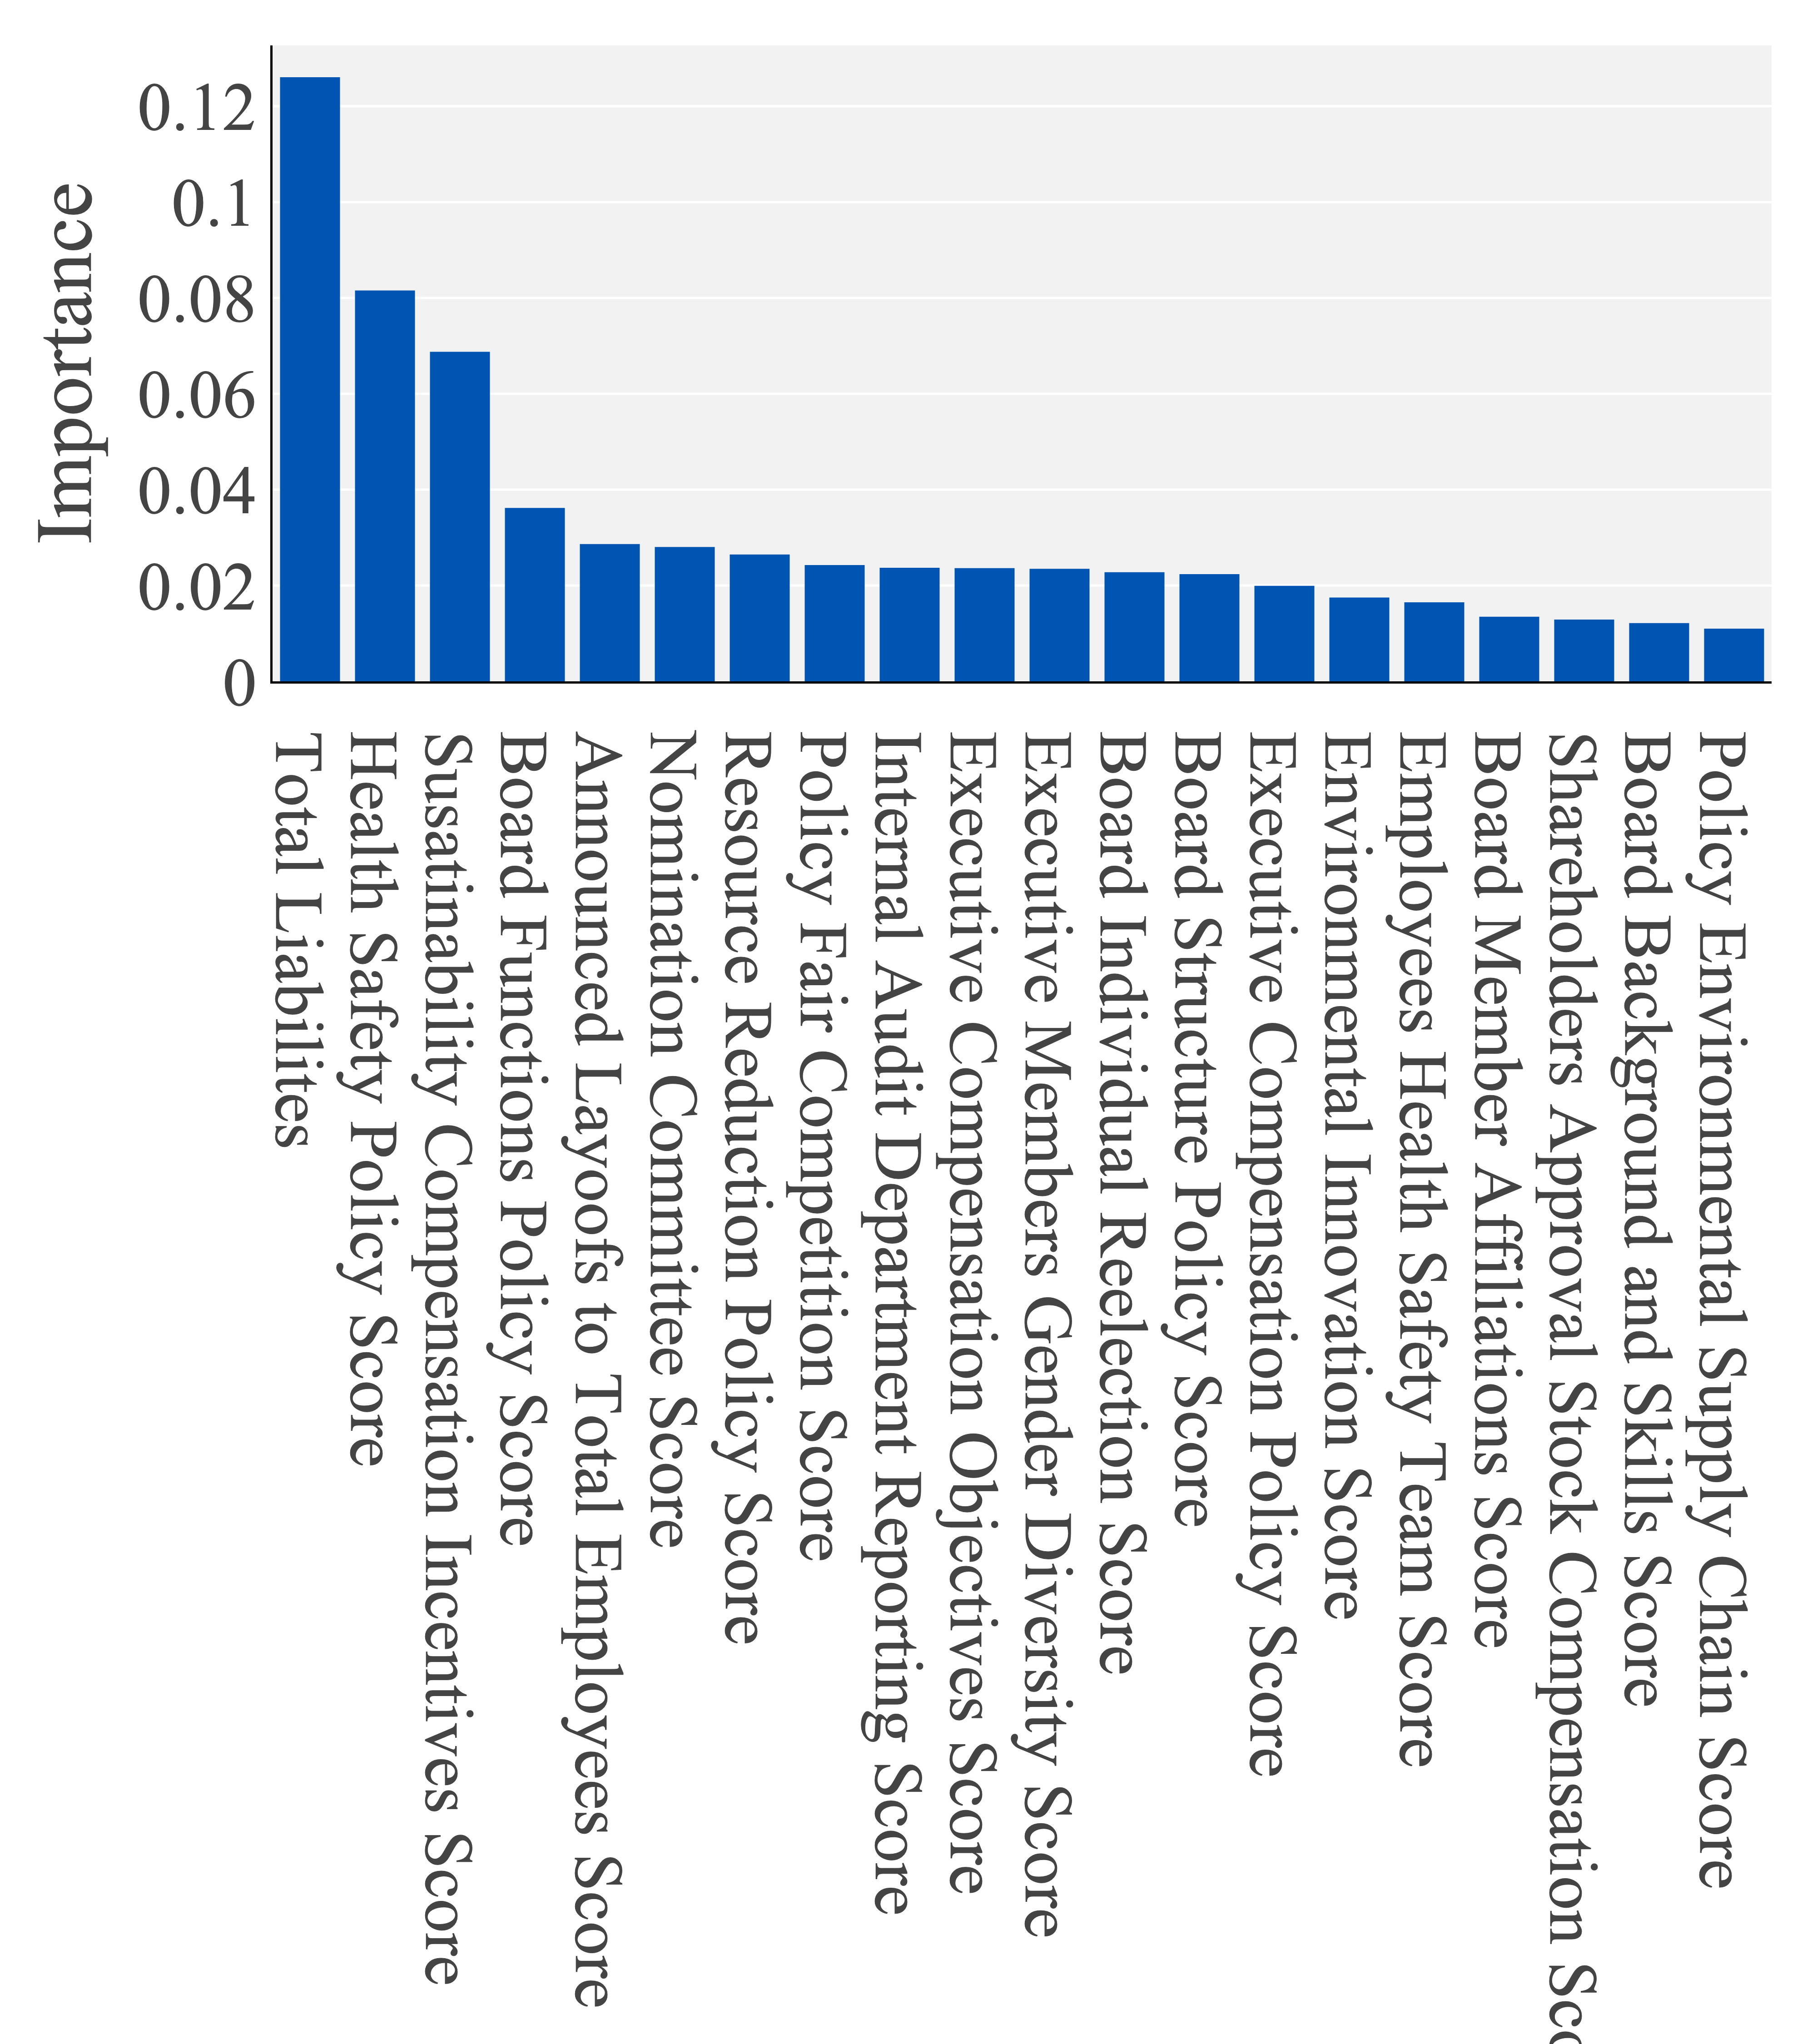 Importance
0.12
0.1
0.08
0.06
0.04
0.02
0
Total Liabilites
Health Safety Policy Score
Susatinability Compensation Incentives Score
Board Functions Policy Score
Announced Layoofs to Total Employees Score
Nomination Committee Score
Resource Reduction Policy Score
Policy Fair Competition Score
Internal Audit Department Reporting Score
Executive Compensation Objectives Score
Executive Members Gender Diversity Score
Board Individual Reelection Score
Board Structure Policy Score
Executive Compensation Policy Score
Environmental Innovation Score
Employees Health Safety Team Score
Board Member Affiliations Score
Shareholders Approval Stock Compensation Sc
Board Background and Skills Score
Policy Environmental Supply Chain Score